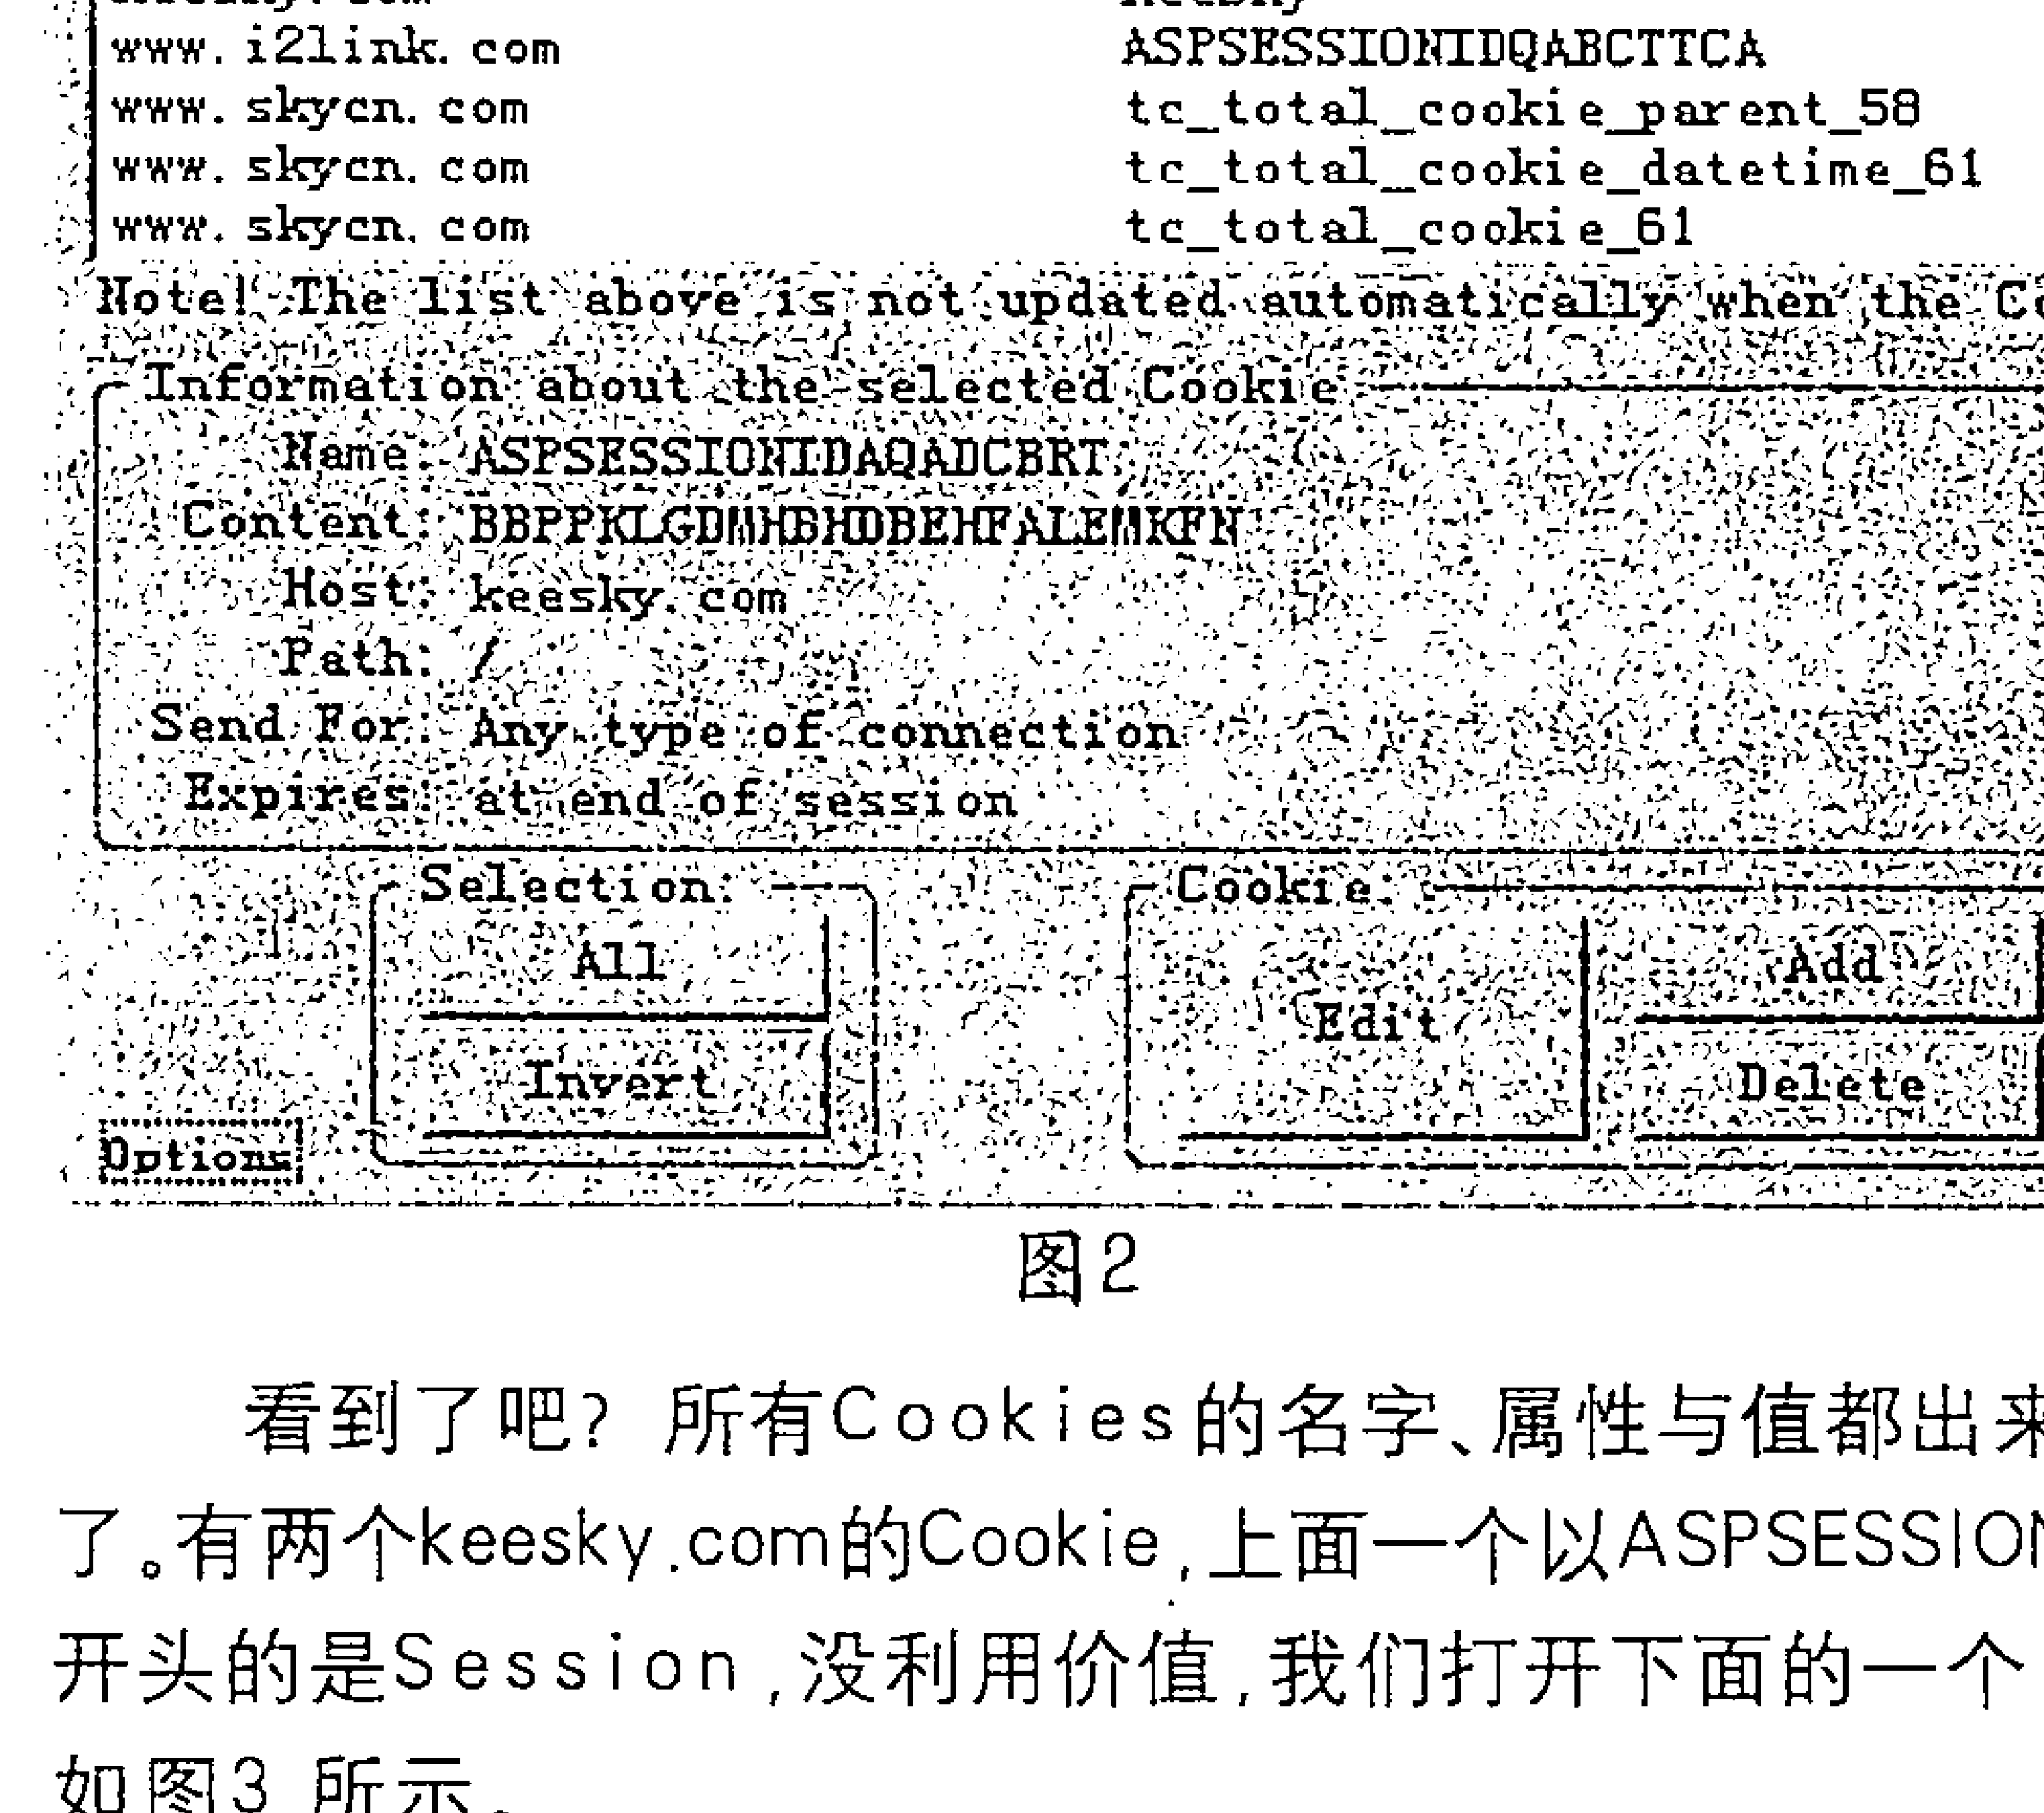 www.i2link.com ASPSESSIONIDQABCTTCA
www.skycn.com tc_total_cookie_parent_58
www.skycn.com tc_total_cookie_datetime_61
www.skycn.com tc_total_cookie_61
Note! The list above is not updated automatically when the Co
Information about the selected Cookie
Name: ASPSESSIONIDAQADCBRT
Content: BBPPKLGDMHBHDBEHFALEMKFN
Host: keesky.com
Path: /
Send For: Any type of connection
Expires: at end of session
Selection: Cookie:
All Add
Edit
Invert Delete
Options
图2
看到了吧？所有Cookies的名字、属性与值都出来
了。有两个keesky.com的Cookie,上面一个以ASPSESSION
开头的是Session,没利用价值,我们打开下面的一个
如图3 所示。